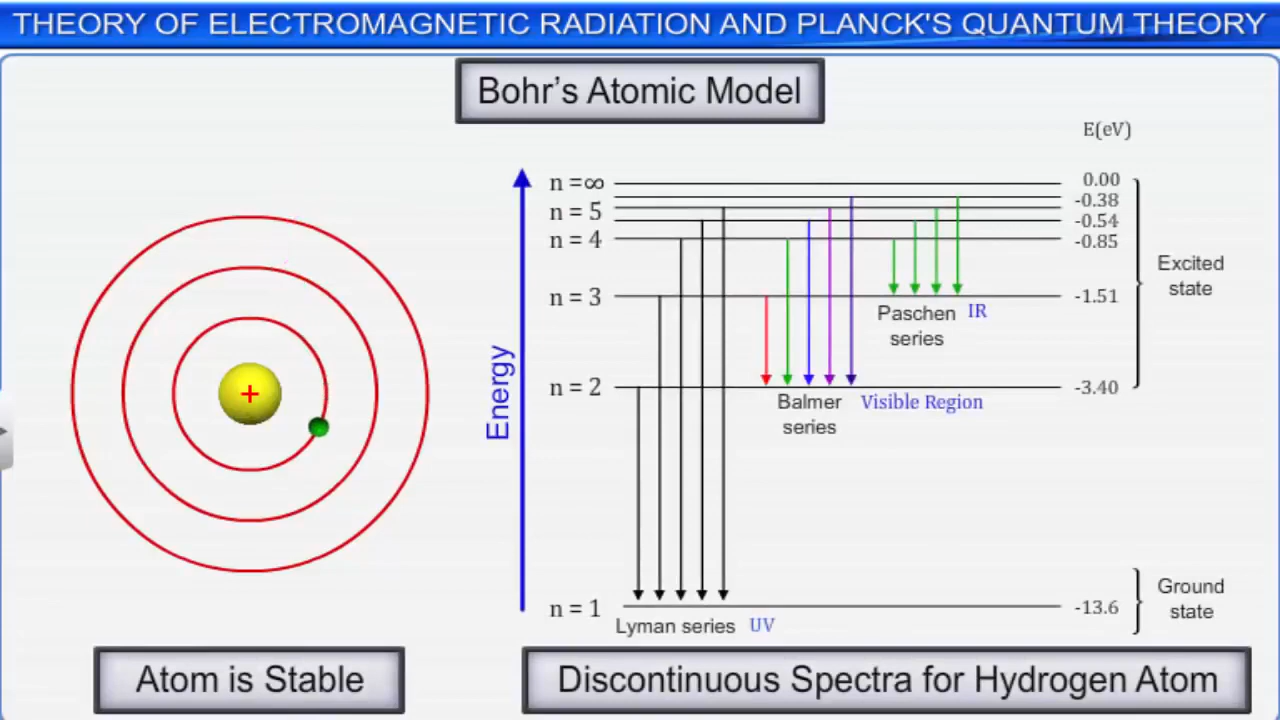 THEORY OF ELECTROMAGNETIC RADIATION AND PLANCK'S QUANTUM THEORY
Bohr’s Atomic Model
E(eV)
n =∞
0.00
-0.38
n = 5
-0.54
n = 4
-0.85
Excited
state
n = 3
-1.51
Paschen
series
IR
Energy
n = 2
-3.40
Balmer
series
Visible Region
+
n = 1
-13.6
Ground
state
Lyman series
UV
Atom is Stable
Discontinuous Spectra for Hydrogen Atom